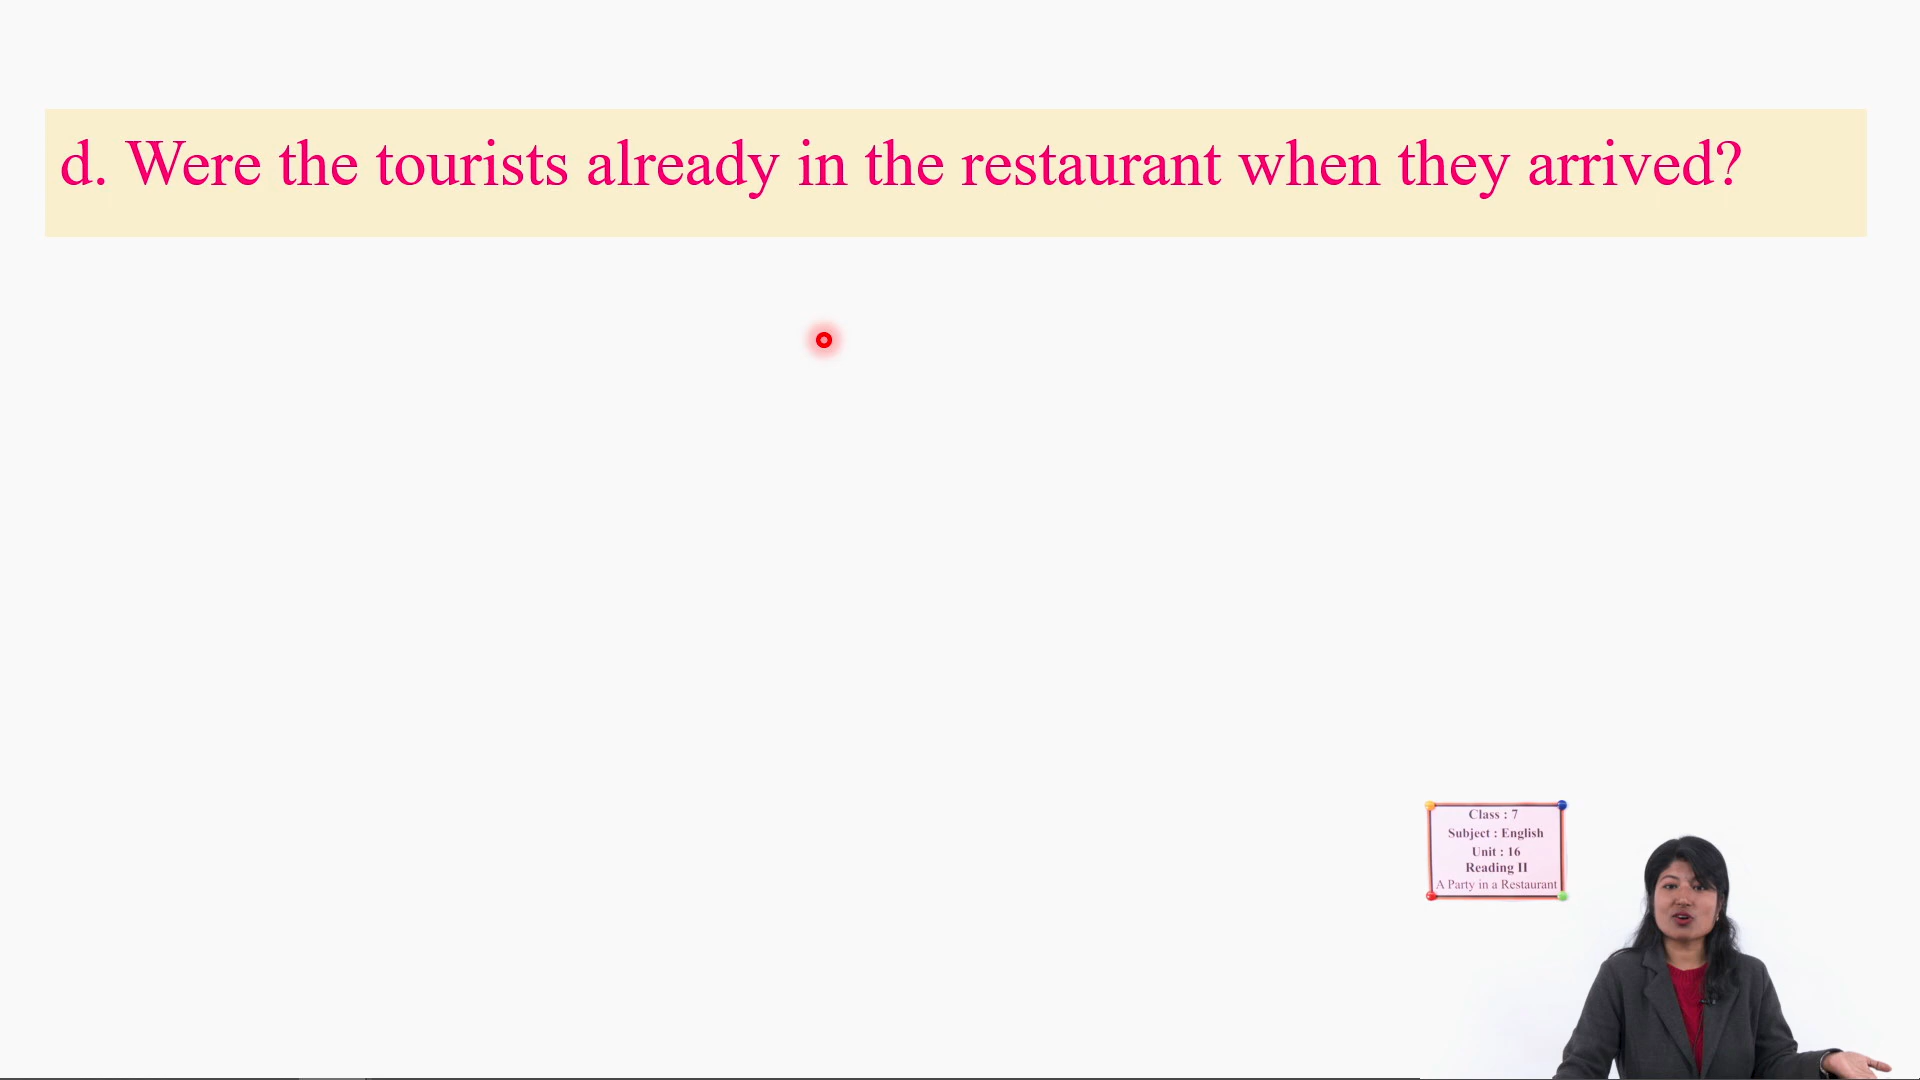 d. Were the tourists already in the restaurant when they arrived?
Class : 7
Subject : English
Unit : 16
Reading II
A Party in a Restaurant